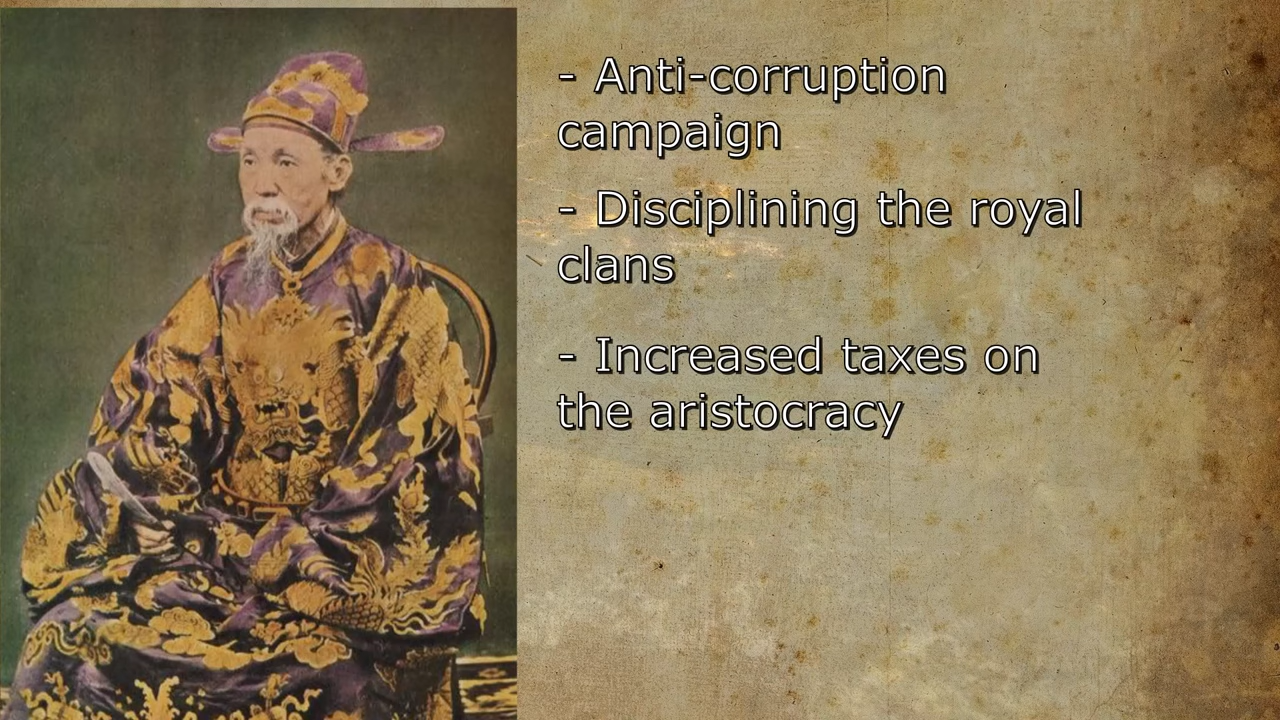 - Anti-corruption
campaign
- Disciplining the royal
clans
- Increased taxes on
the aristocracy